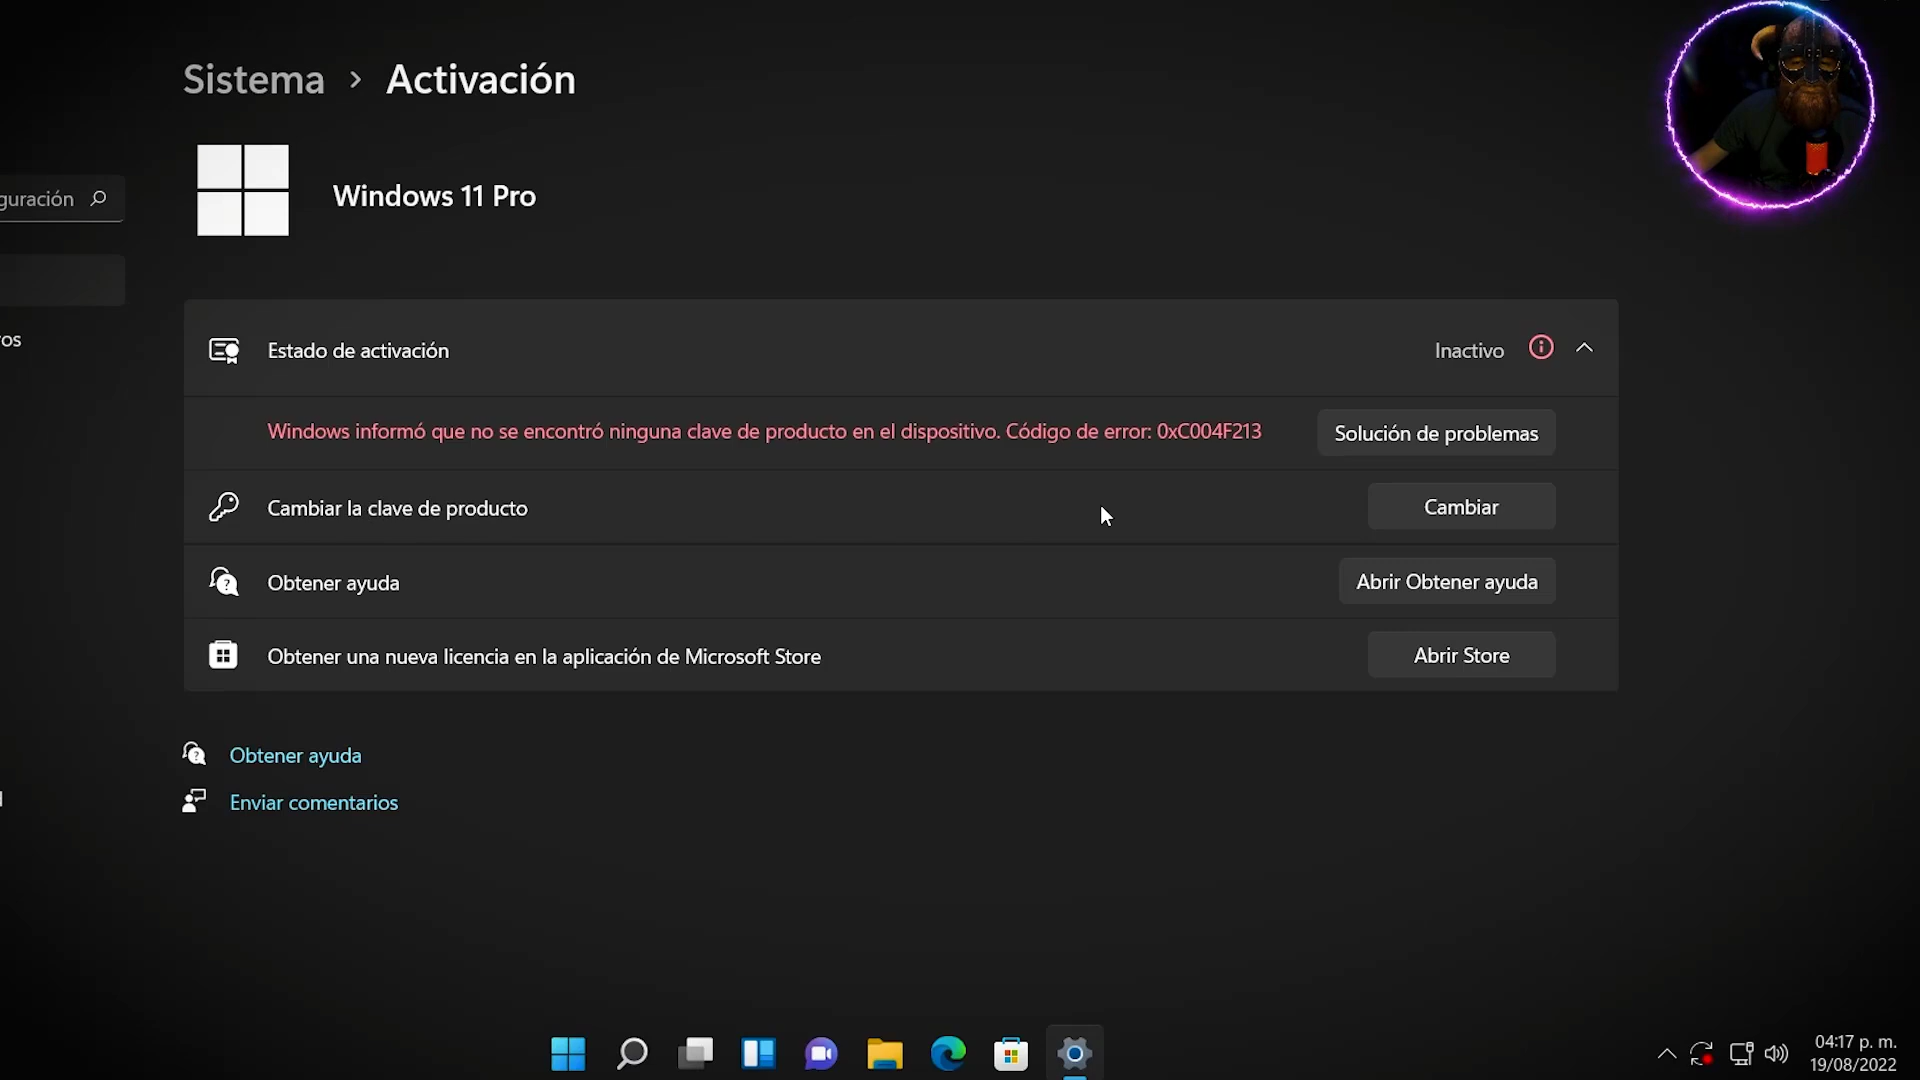 Sistema > Activación
Windows 11 Pro
guración
os
Estado de activación
Inactivo
Windows informó que no se encontró ninguna clave de producto en el dispositivo. Código de error: 0xC004F213
Solución de problemas
Cambiar la clave de producto
Cambiar
Obtener ayuda
Abrir Obtener ayuda
Obtener una nueva licencia en la aplicación de Microsoft Store
Abrir Store
Obtener ayuda
Enviar comentarios
04:17 p. m.
19/08/2022